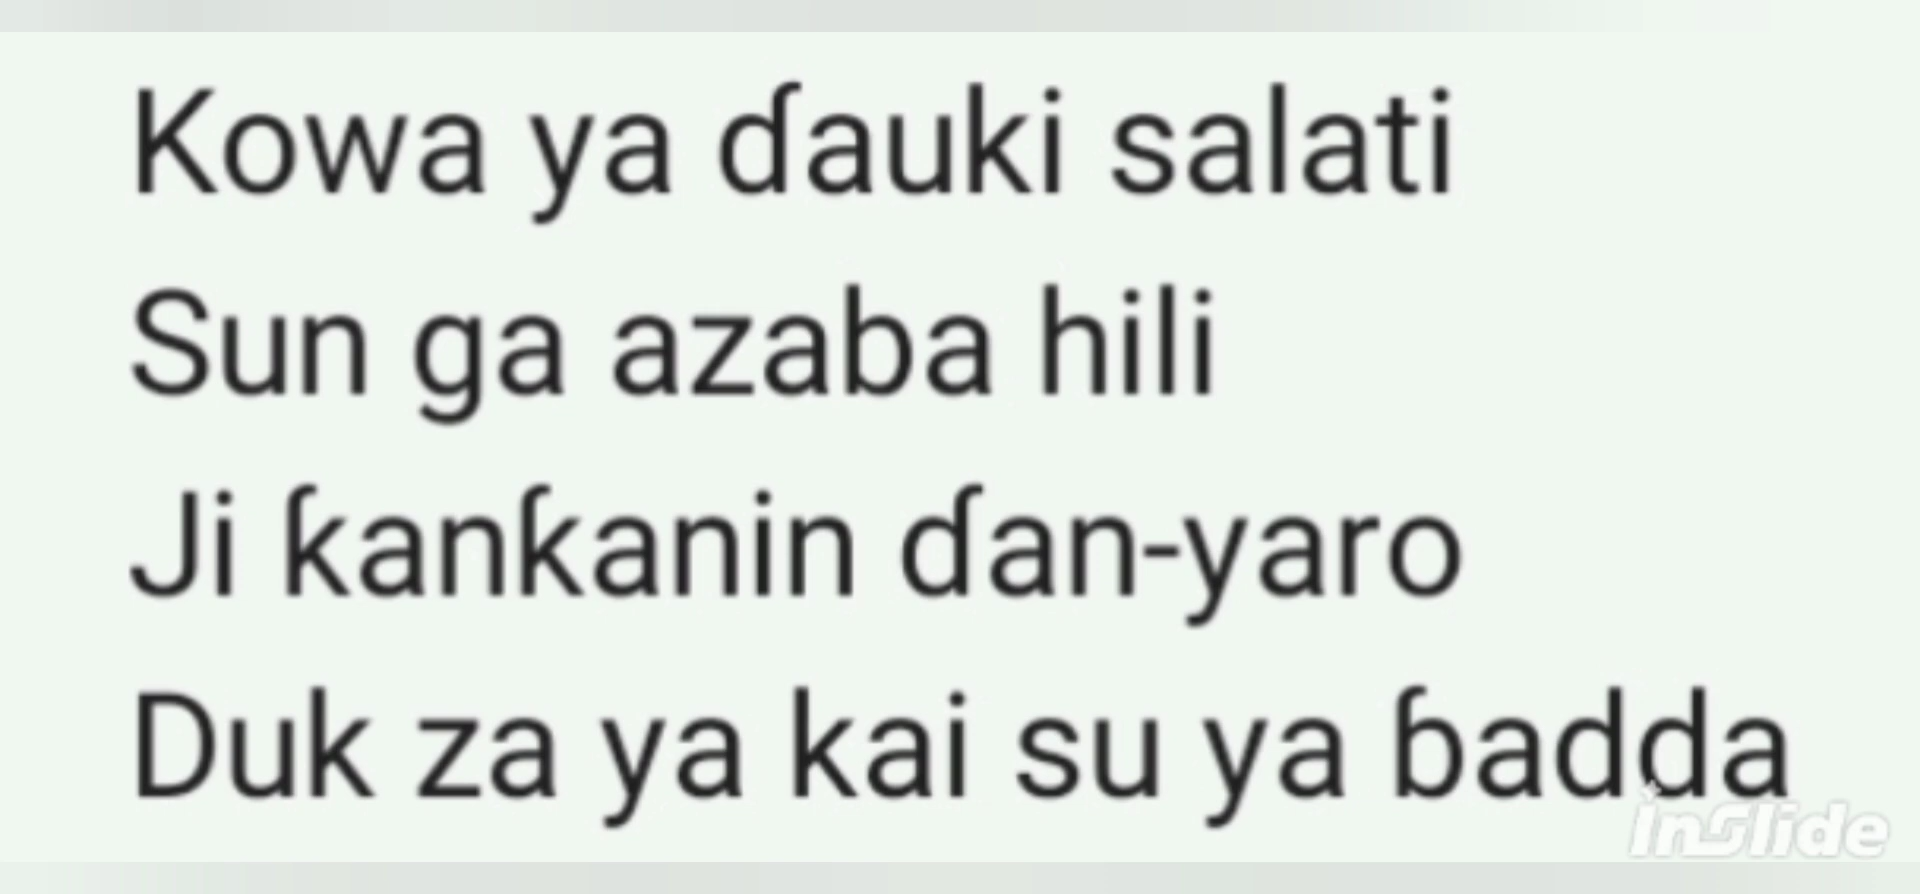 Kowa ya ɗauki salati
Sun ga azaba hili
Ji ƙanƙanin ɗan-yaro
Duk za ya kai su ya ɓadda
inSlide